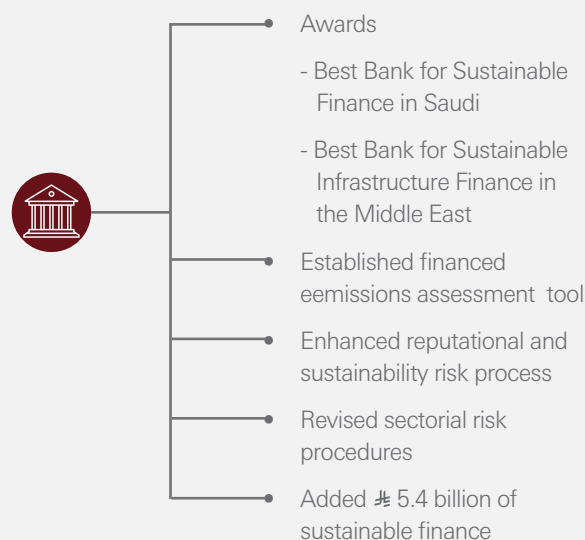 Awards
- Best Bank for Sustainable
Finance in Saudi
- Best Bank for Sustainable
Infrastructure Finance in
the Middle East
Established financed
eemissions assessment tool
Enhanced reputational and
sustainability risk process
Revised sectorial risk
procedures
Added ⃁ 5.4 billion of
sustainable finance